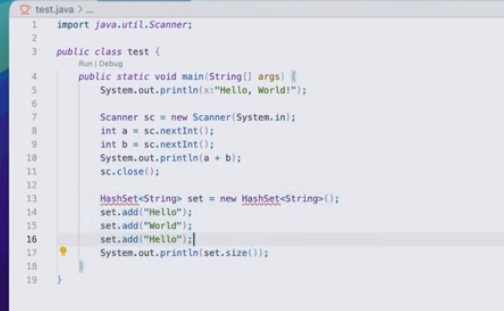 test.java > ...
1 import java.util.Scanner;
2
3 public class test {
Run | Debug
4 public static void main(String[] args) {
5 System.out.println(x:"Hello, World!");
6
7 Scanner sc = new Scanner(System.in);
8 int a = sc.nextInt();
9 int b = sc.nextInt();
10 System.out.println(a + b);
11 sc.close();
12
13 HashSet<String> set = new HashSet<String>();
14 set.add("Hello");
15 set.add("World");
16 set.add("Hello");
17 System.out.println(set.size());
18 }
19 }